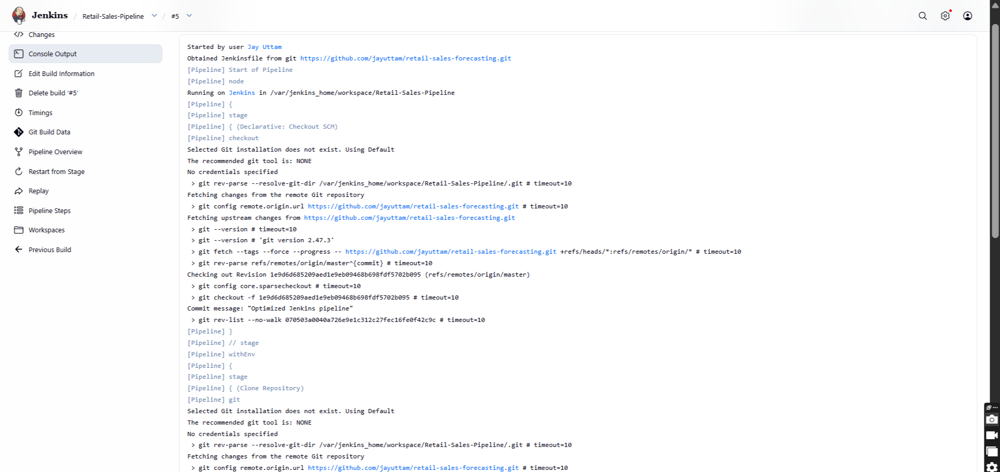 Jenkins / Retail-Sales-Pipeline / #5
Changes
Console Output
Edit Build Information
Delete build ‘#5’
Timings
Git Build Data
Pipeline Overview
Restart from Stage
Replay
Pipeline Steps
Workspaces
Previous Build
Started by user Jay Uttam
Obtained Jenkinsfile from git https://github.com/jayuttam/retail-sales-forecasting.git
[Pipeline] Start of Pipeline
[Pipeline] node
Running on Jenkins in /var/jenkins_home/workspace/Retail-Sales-Pipeline
[Pipeline] {
[Pipeline] stage
[Pipeline] { (Declarative: Checkout SCM)
[Pipeline] checkout
Selected Git installation does not exist. Using Default
The recommended git tool is: NONE
No credentials specified
> git rev-parse --resolve-git-dir /var/jenkins_home/workspace/Retail-Sales-Pipeline/.git # timeout=10
Fetching changes from the remote Git repository
> git config remote.origin.url https://github.com/jayuttam/retail-sales-forecasting.git # timeout=10
Fetching upstream changes from https://github.com/jayuttam/retail-sales-forecasting.git
> git --version # timeout=10
> git --version # 'git version 2.47.3'
> git fetch --tags --force --progress -- https://github.com/jayuttam/retail-sales-forecasting.git +refs/heads/*:refs/remotes/origin/* # timeout=10
> git rev-parse refs/remotes/origin/master^{commit} # timeout=10
Checking out Revision 1e9d6d685209aed1e9eb09468b698fdf5702b095 (refs/remotes/origin/master)
> git config core.sparsecheckout # timeout=10
> git checkout -f 1e9d6d685209aed1e9eb09468b698fdf5702b095 # timeout=10
Commit message: "Optimized Jenkins pipeline"
> git rev-list --no-walk 070503a0040a726e9e1c312c27fec16fe0f42c9c # timeout=10
[Pipeline] }
[Pipeline] // stage
[Pipeline] withEnv
[Pipeline] {
[Pipeline] stage
[Pipeline] { (Clone Repository)
[Pipeline] git
Selected Git installation does not exist. Using Default
The recommended git tool is: NONE
No credentials specified
> git rev-parse --resolve-git-dir /var/jenkins_home/workspace/Retail-Sales-Pipeline/.git # timeout=10
Fetching changes from the remote Git repository
> git config remote.origin.url https://github.com/jayuttam/retail-sales-forecasting.git # timeout=10